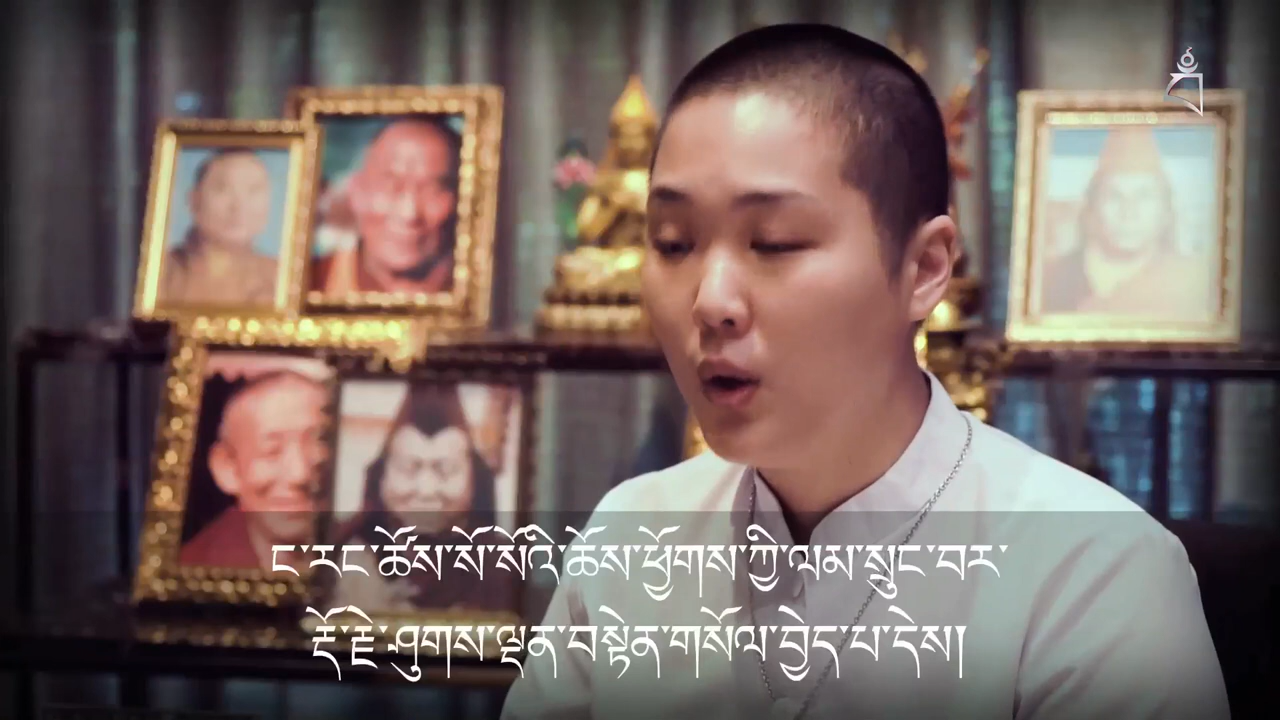 ང་རང་ཚོས་སོ་སོའི་ཆོས་ཕྱོགས་ཀྱི་ལམ་སྲུང་བར་
རྡོ་རྗེ་ཤུགས་ལྡན་བསྟེན་གསོལ་བྱེད་པ་དེས།